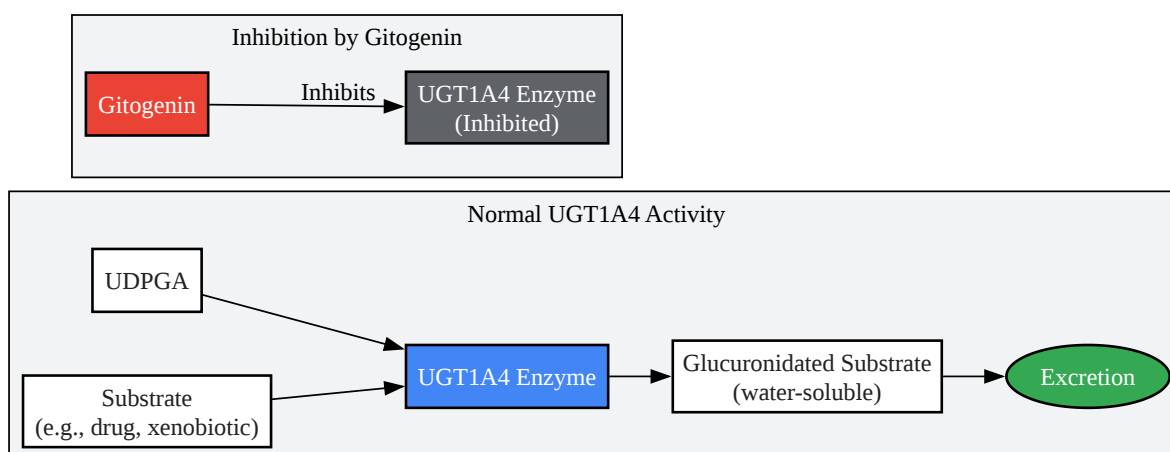 Inhibition by Gitogenin
Gitogenin
Inhibits
UGT1A4 Enzyme
(Inhibited)
Normal UGT1A4 Activity
UDPGA
Substrate
(e.g., drug, xenobiotic)
UGT1A4 Enzyme
Glucuronidated Substrate
(water-soluble)
Excretion